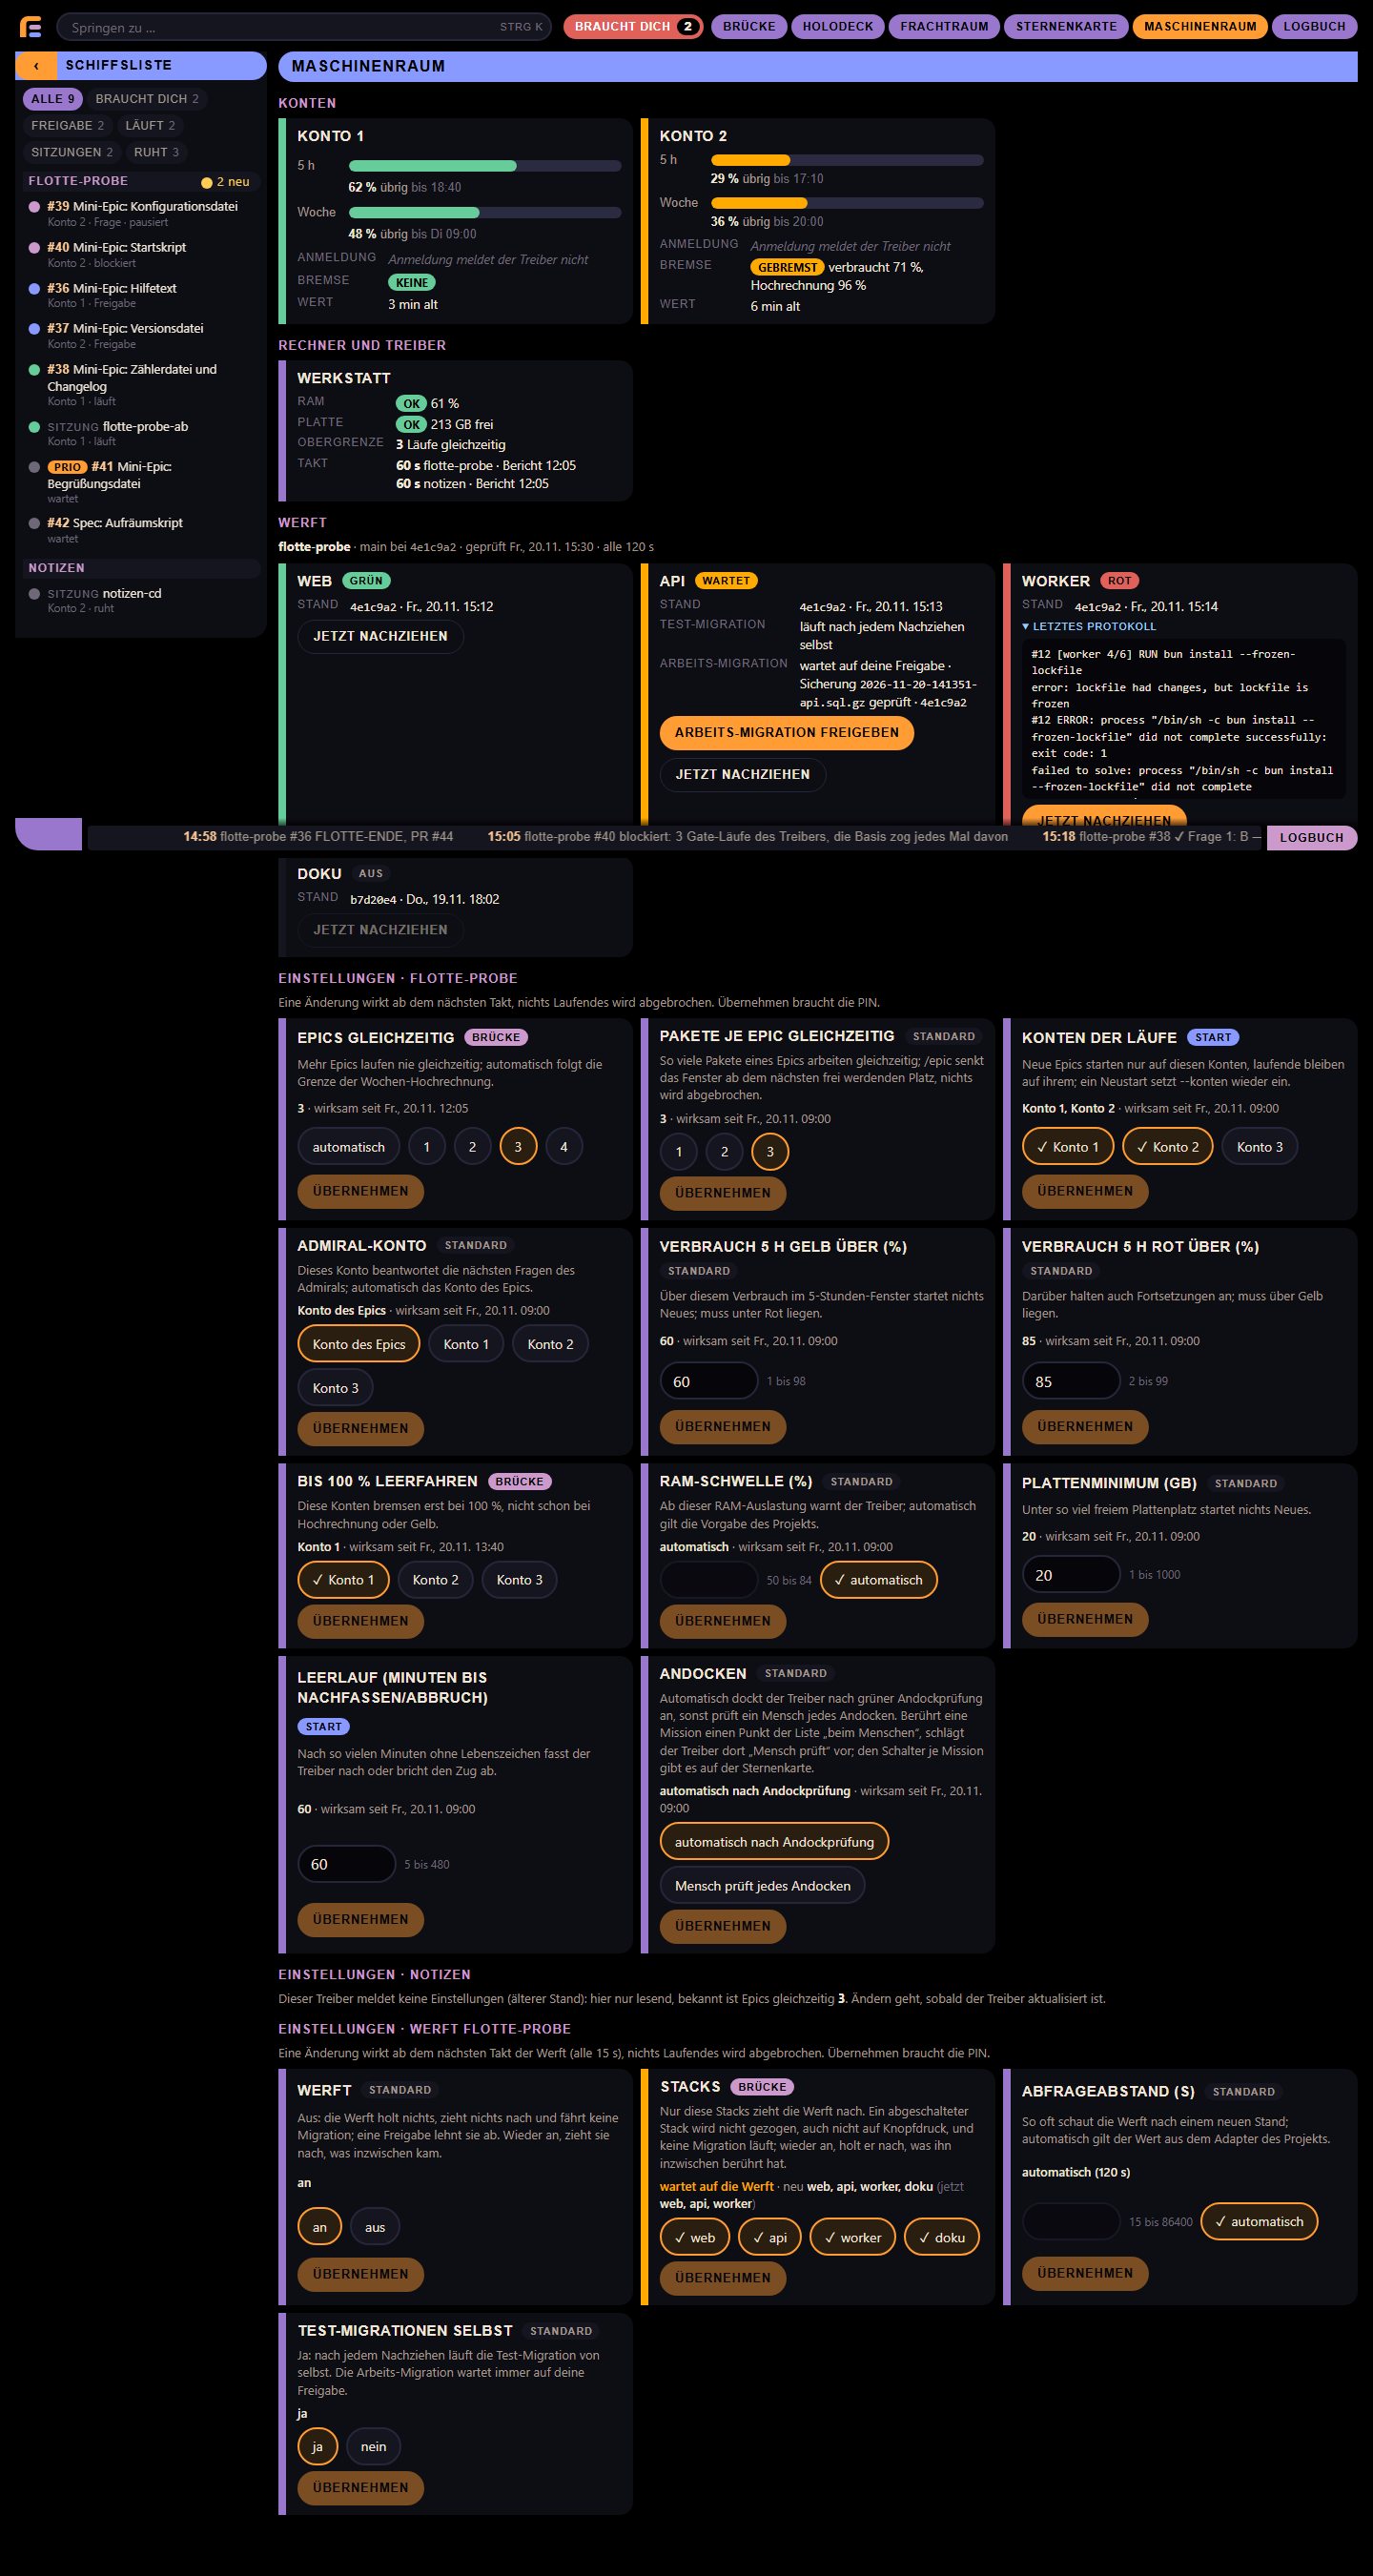 Springen zu ...
STRG K
BRAUCHT DICH 2
BRÜCKE
HOLODECK
FRACHTRAUM
STERNENKARTE
MASCHINENRAUM
LOGBUCH
‹ SCHIFFSLISTE
ALLE 9
BRAUCHT DICH 2
FREIGABE 2
LÄUFT 2
SITZUNGEN 2
RUHT 3
FLOTTE-PROBE
2 neu
#39 Mini-Epic: Konfigurationsdatei
Konto 2 · Frage · pausiert
#40 Mini-Epic: Startskript
Konto 2 · blockiert
#36 Mini-Epic: Hilfetext
Konto 1 · Freigabe
#37 Mini-Epic: Versionsdatei
Konto 2 · Freigabe
#38 Mini-Epic: Zählerdatei und
Changelog
Konto 1 · läuft
SITZUNG flotte-probe-ab
Konto 1 · läuft
PRIO #41 Mini-Epic:
Begrüßungsdatei
wartet
#42 Spec: Aufräumskript
wartet
NOTIZEN
SITZUNG notizen-cd
Konto 2 · ruht
MASCHINENRAUM
KONTEN
KONTO 1
5 h
62 % übrig bis 18:40
Woche
48 % übrig bis Di 09:00
ANMELDUNG Anmeldung meldet der Treiber nicht
BREMSE KEINE
WERT 3 min alt
KONTO 2
5 h
29 % übrig bis 17:10
Woche
36 % übrig bis 20:00
ANMELDUNG Anmeldung meldet der Treiber nicht
BREMSE GEBREMST verbraucht 71 %,
Hochrechnung 96 %
WERT 6 min alt
RECHNER UND TREIBER
WERKSTATT
RAM OK 61 %
PLATTE OK 213 GB frei
OBERGRENZE 3 Läufe gleichzeitig
TAKT 60 s flotte-probe · Bericht 12:05
60 s notizen · Bericht 12:05
WERFT
flotte-probe · main bei 4e1c9a2 · geprüft Fr., 20.11. 15:30 · alle 120 s
WEB GRÜN
STAND 4e1c9a2 · Fr., 20.11. 15:12
JETZT NACHZIEHEN
API WARTET
STAND 4e1c9a2 · Fr., 20.11. 15:13
TEST-MIGRATION läuft nach jedem Nachziehen
selbst
ARBEITS-MIGRATION wartet auf deine Freigabe ·
Sicherung 2026-11-20-141351-
api.sql.gz geprüft · 4e1c9a2
ARBEITS-MIGRATION FREIGEBEN
JETZT NACHZIEHEN
WORKER ROT
STAND 4e1c9a2 · Fr., 20.11. 15:14
▾ LETZTES PROTOKOLL
#12 [worker 4/6] RUN bun install --frozen-
lockfile
error: lockfile had changes, but lockfile is
frozen
#12 ERROR: process "/bin/sh -c bun install --
frozen-lockfile" did not complete successfully:
exit code: 1
failed to solve: process "/bin/sh -c bun install
--frozen-lockfile" did not complete
JETZT NACHZIEHEN
14:58 flotte-probe #36 FLOTTE-ENDE, PR #44
15:05 flotte-probe #40 blockiert: 3 Gate-Läufe des Treibers, die Basis zog jedes Mal davon
15:18 flotte-probe #38 ✓ Frage 1: B —
LOGBUCH
DOKU AUS
STAND b7d20e4 · Do., 19.11. 18:02
JETZT NACHZIEHEN
EINSTELLUNGEN · FLOTTE-PROBE
Eine Änderung wirkt ab dem nächsten Takt, nichts Laufendes wird abgebrochen. Übernehmen braucht die PIN.
EPICS GLEICHZEITIG BRÜCKE
Mehr Epics laufen nie gleichzeitig; automatisch folgt die
Grenze der Wochen-Hochrechnung.
3 · wirksam seit Fr., 20.11. 12:05
automatisch 1 2 3 4
ÜBERNEHMEN
PAKETE JE EPIC GLEICHZEITIG STANDARD
So viele Pakete eines Epics arbeiten gleichzeitig; /epic senkt
das Fenster ab dem nächsten frei werdenden Platz, nichts
wird abgebrochen.
3 · wirksam seit Fr., 20.11. 09:00
1 2 3
ÜBERNEHMEN
KONTEN DER LÄUFE START
Neue Epics starten nur auf diesen Konten, laufende bleiben
auf ihrem; ein Neustart setzt --konten wieder ein.
Konto 1, Konto 2 · wirksam seit Fr., 20.11. 09:00
✓ Konto 1 ✓ Konto 2 Konto 3
ÜBERNEHMEN
ADMIRAL-KONTO STANDARD
Dieses Konto beantwortet die nächsten Fragen des
Admirals; automatisch das Konto des Epics.
Konto des Epics · wirksam seit Fr., 20.11. 09:00
Konto des Epics Konto 1 Konto 2
Konto 3
ÜBERNEHMEN
VERBRAUCH 5 H GELB ÜBER (%)
STANDARD
Über diesem Verbrauch im 5-Stunden-Fenster startet nichts
Neues; muss unter Rot liegen.
60 · wirksam seit Fr., 20.11. 09:00
60 1 bis 98
ÜBERNEHMEN
VERBRAUCH 5 H ROT ÜBER (%)
STANDARD
Darüber halten auch Fortsetzungen an; muss über Gelb
liegen.
85 · wirksam seit Fr., 20.11. 09:00
85 2 bis 99
ÜBERNEHMEN
BIS 100 % LEERFAHREN BRÜCKE
Diese Konten bremsen erst bei 100 %, nicht schon bei
Hochrechnung oder Gelb.
Konto 1 · wirksam seit Fr., 20.11. 13:40
✓ Konto 1 Konto 2 Konto 3
ÜBERNEHMEN
RAM-SCHWELLE (%) STANDARD
Ab dieser RAM-Auslastung warnt der Treiber; automatisch
gilt die Vorgabe des Projekts.
automatisch · wirksam seit Fr., 20.11. 09:00
50 bis 84 ✓ automatisch
ÜBERNEHMEN
PLATTENMINIMUM (GB) STANDARD
Unter so viel freiem Plattenplatz startet nichts Neues.
20 · wirksam seit Fr., 20.11. 09:00
20 1 bis 1000
ÜBERNEHMEN
LEERLAUF (MINUTEN BIS
NACHFASSEN/ABBRUCH)
START
Nach so vielen Minuten ohne Lebenszeichen fasst der
Treiber nach oder bricht den Zug ab.
60 · wirksam seit Fr., 20.11. 09:00
60 5 bis 480
ÜBERNEHMEN
ANDOCKEN STANDARD
Automatisch dockt der Treiber nach grüner Andockprüfung
an, sonst prüft ein Mensch jedes Andocken. Berührt eine
Mission einen Punkt der Liste „beim Menschen“, schlägt
der Treiber dort „Mensch prüft“ vor; den Schalter je Mission
gibt es auf der Sternenkarte.
automatisch nach Andockprüfung · wirksam seit Fr., 20.11.
09:00
automatisch nach Andockprüfung
Mensch prüft jedes Andocken
ÜBERNEHMEN
EINSTELLUNGEN · NOTIZEN
Dieser Treiber meldet keine Einstellungen (älterer Stand): hier nur lesend, bekannt ist Epics gleichzeitig 3. Ändern geht, sobald der Treiber aktualisiert ist.
EINSTELLUNGEN · WERFT FLOTTE-PROBE
Eine Änderung wirkt ab dem nächsten Takt der Werft (alle 15 s), nichts Laufendes wird abgebrochen. Übernehmen braucht die PIN.
WERFT STANDARD
Aus: die Werft holt nichts, zieht nichts nach und fährt keine
Migration; eine Freigabe lehnt sie ab. Wieder an, zieht sie
nach, was inzwischen kam.
an
an aus
ÜBERNEHMEN
STACKS BRÜCKE
Nur diese Stacks zieht die Werft nach. Ein abgeschalteter
Stack wird nicht gezogen, auch nicht auf Knopfdruck, und
keine Migration läuft; wieder an, holt er nach, was ihn
inzwischen berührt hat.
wartet auf die Werft · neu web, api, worker, doku (jetzt
web, api, worker)
✓ web ✓ api ✓ worker ✓ doku
ÜBERNEHMEN
ABFRAGEABSTAND (S) STANDARD
So oft schaut die Werft nach einem neuen Stand;
automatisch gilt der Wert aus dem Adapter des Projekts.
automatisch (120 s)
15 bis 86400 ✓ automatisch
ÜBERNEHMEN
TEST-MIGRATIONEN SELBST STANDARD
Ja: nach jedem Nachziehen läuft die Test-Migration von
selbst. Die Arbeits-Migration wartet immer auf deine
Freigabe.
ja
ja nein
ÜBERNEHMEN